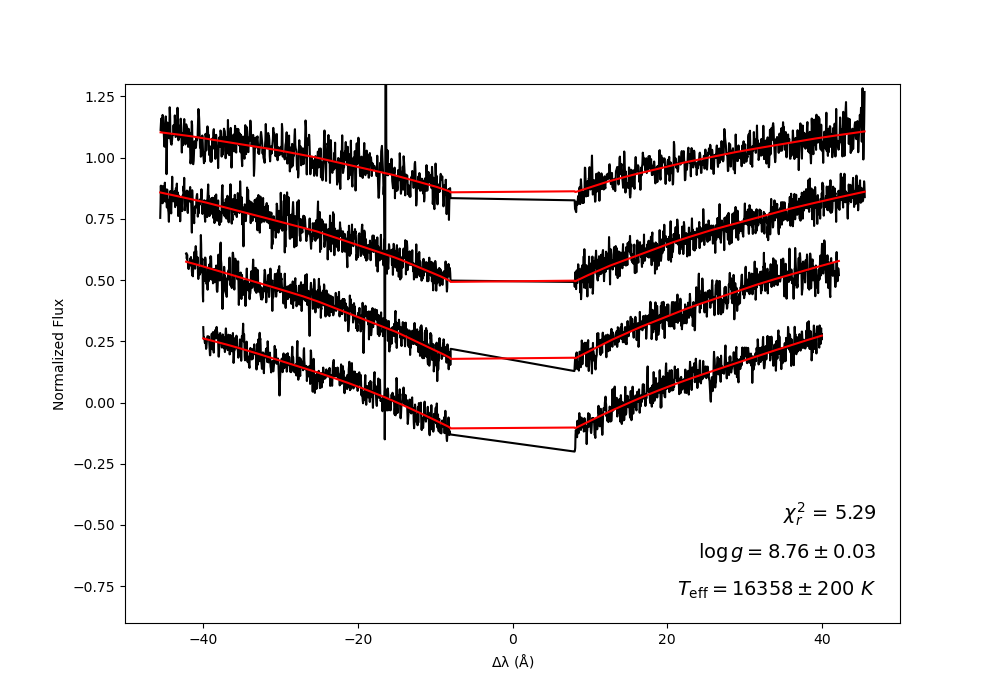 1.25
1.00
0.75
0.50
0.25
0.00
−0.25
−0.50
−0.75
Normalized Flux
χ²ᵣ = 5.29
log g = 8.76 ± 0.03
T_eff = 16358 ± 200 K
−40 −20 0 20 40
Δλ (Å)